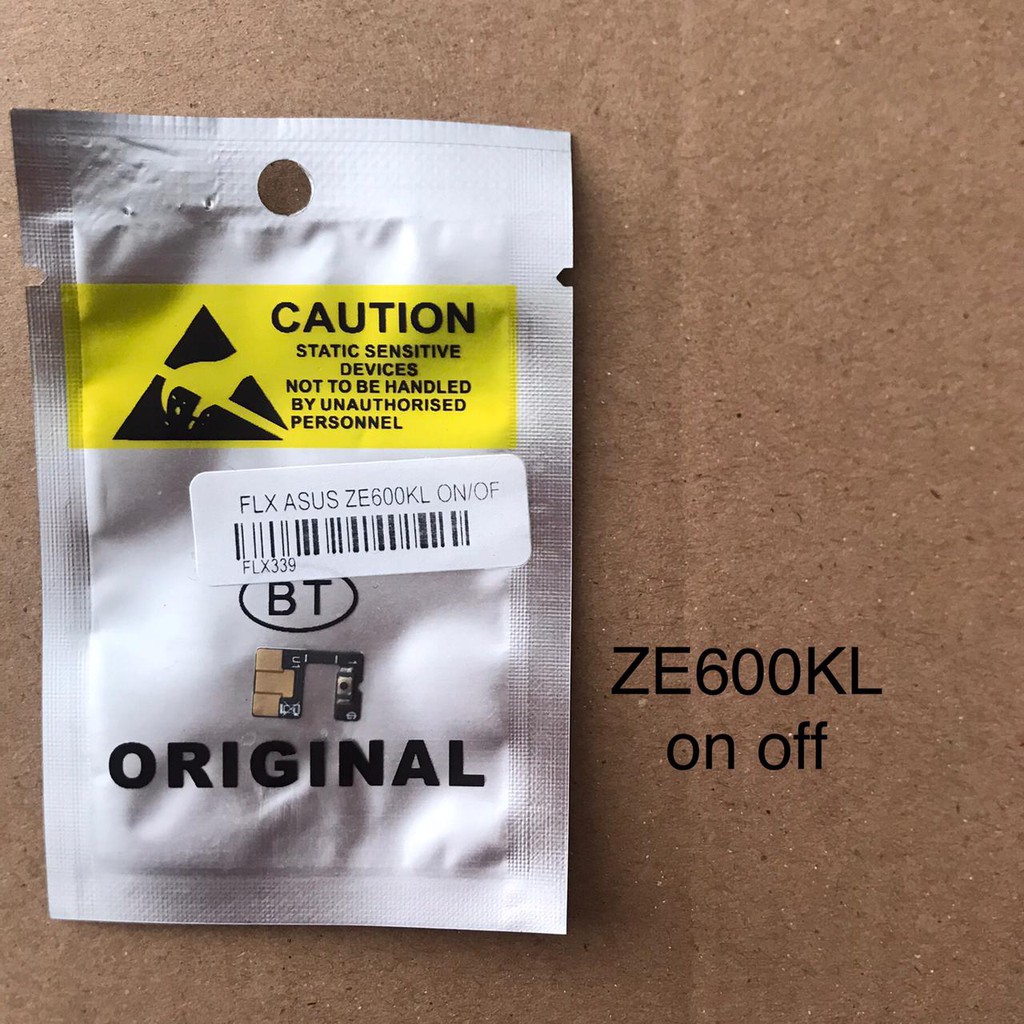 CAUTION
STATIC SENSITIVE
DEVICES
NOT TO BE HANDLED
BY UNAUTHORISED
PERSONNEL
FLX ASUS ZE600KL ON/OF
FLX339
BT
U1
ORIGINAL
ZE600KL
on off